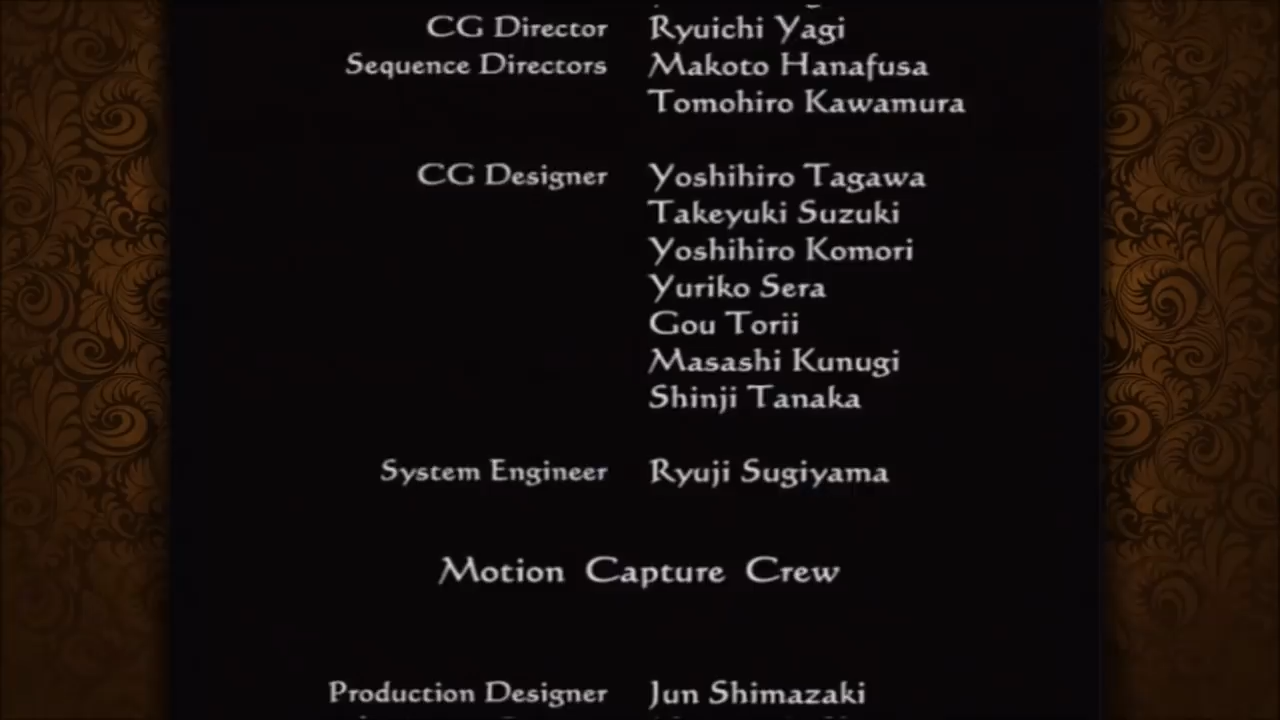 CG Director Ryuichi Yagi
Sequence Directors Makoto Hanafusa
Tomohiro Kawamura
CG Designer Yoshihiro Tagawa
Takeyuki Suzuki
Yoshihiro Komori
Yuriko Sera
Gou Torii
Masashi Kunugi
Shinji Tanaka
System Engineer Ryuji Sugiyama
Motion Capture Crew
Production Designer Jun Shimazaki